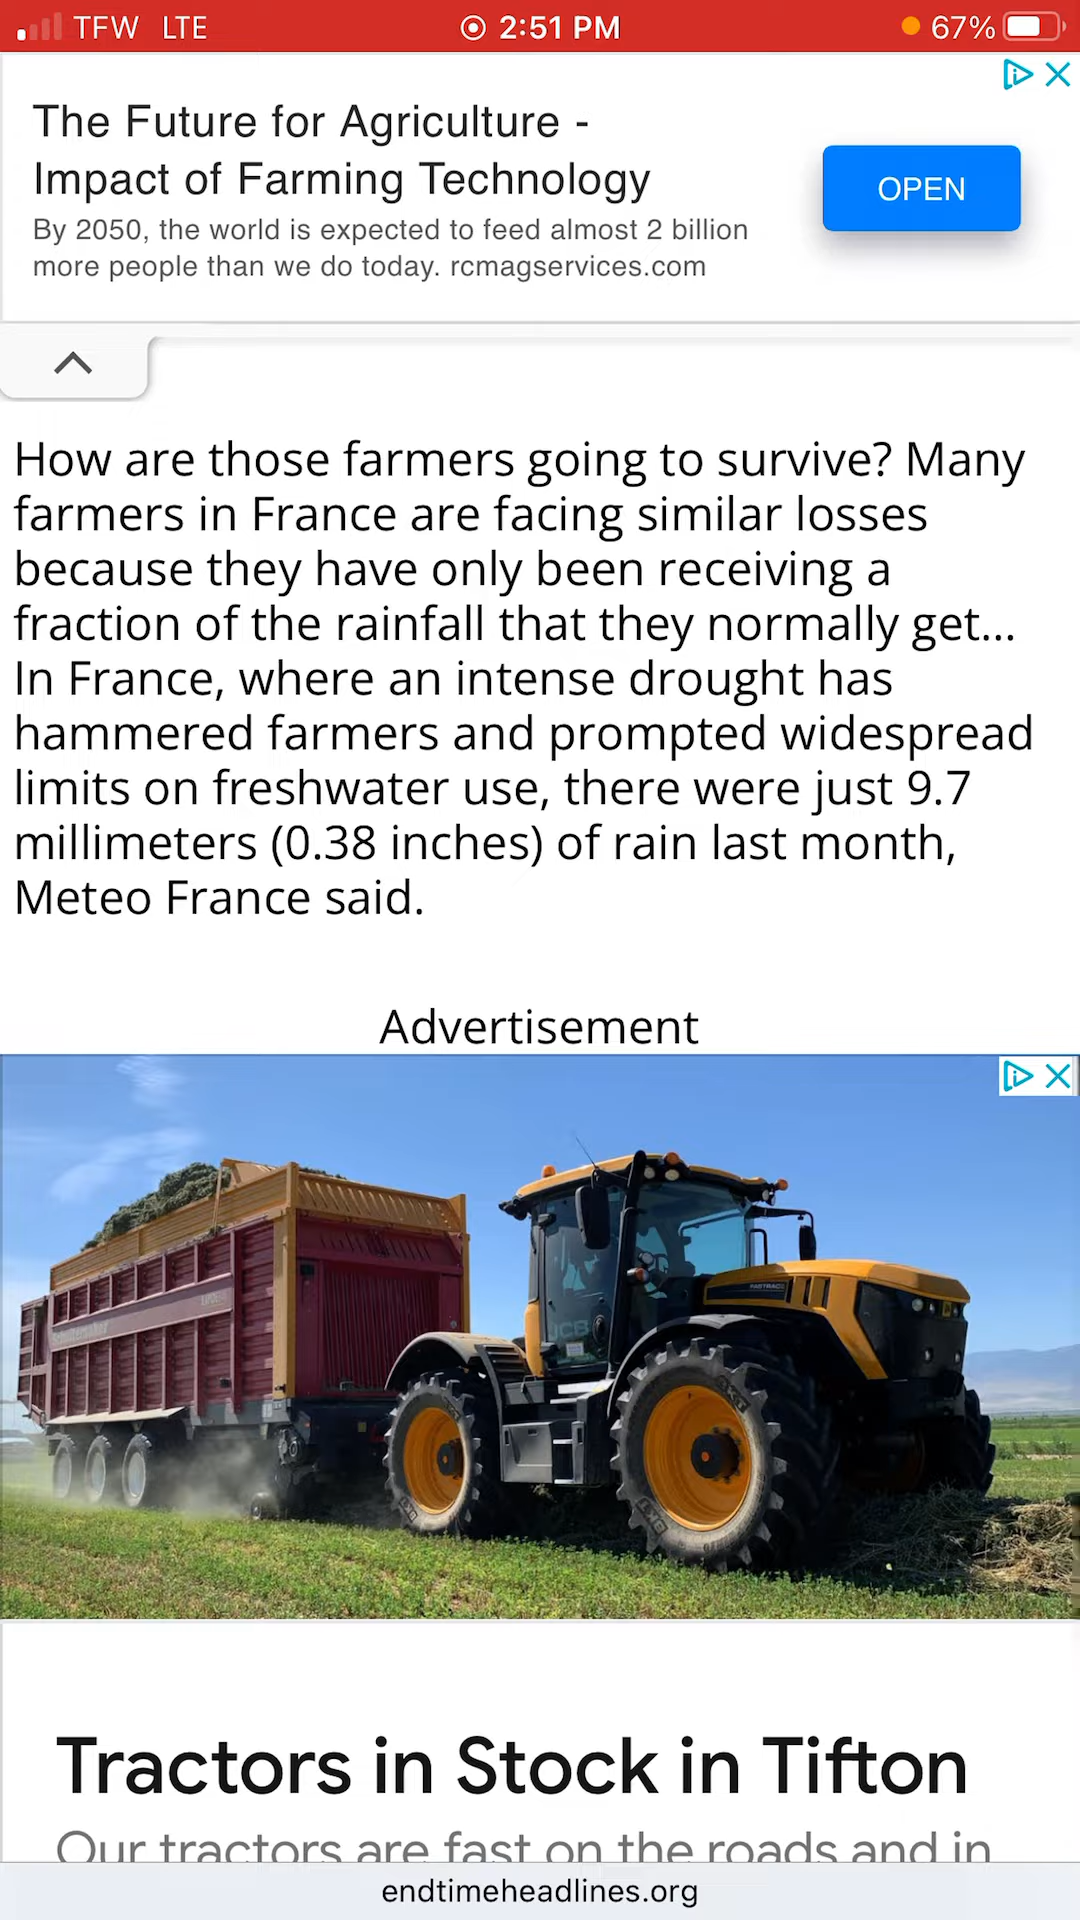 TFW LTE 2:51 PM 67%
The Future for Agriculture -
Impact of Farming Technology
By 2050, the world is expected to feed almost 2 billion
more people than we do today. rcmagservices.com
OPEN
How are those farmers going to survive? Many
farmers in France are facing similar losses
because they have only been receiving a
fraction of the rainfall that they normally get...
In France, where an intense drought has
hammered farmers and prompted widespread
limits on freshwater use, there were just 9.7
millimeters (0.38 inches) of rain last month,
Meteo France said.
Advertisement
FASTRAC
JCB
Tractors in Stock in Tifton
Our tractors are fast on the roads and in
endtimeheadlines.org